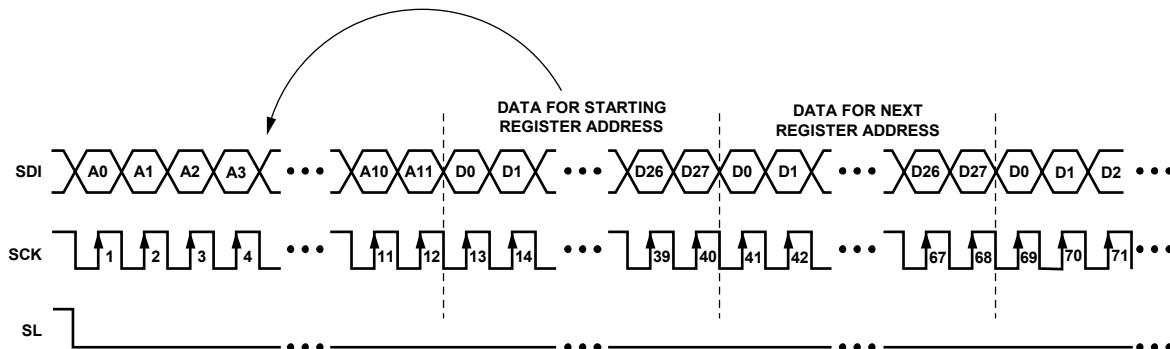 DATA FOR STARTING
REGISTER ADDRESS
DATA FOR NEXT
REGISTER ADDRESS
SDI A0 A1 A2 A3 ••• A10 A11 D0 D1 ••• D26 D27 D0 D1 ••• D26 D27 D0 D1 D2 •••
SCK 1 2 3 4 ••• 11 12 13 14 ••• 39 40 41 42 ••• 67 68 69 70 71 •••
SL ••• ••• ••• •••